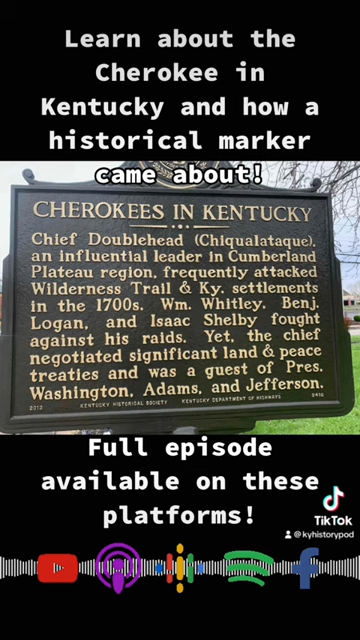 Learn about the
Cherokee in
Kentucky and how a
historical marker
came about!
CHEROKEES IN KENTUCKY
Chief Doublehead (Chiqualataque),
an influential leader in Cumberland
Plateau region, frequently attacked
Wilderness Trail & Ky. settlements
in the 1700s. Wm. Whitley, Benj.
Logan, and Isaac Shelby fought
against his raids. Yet, the chief
negotiated significant land & peace
treaties and was a guest of Pres.
Washington, Adams, and Jefferson.
2012 KENTUCKY HISTORICAL SOCIETY KENTUCKY DEPARTMENT OF HIGHWAYS
Full episode
available on these
platforms!
TikTok
@kyhistorypod